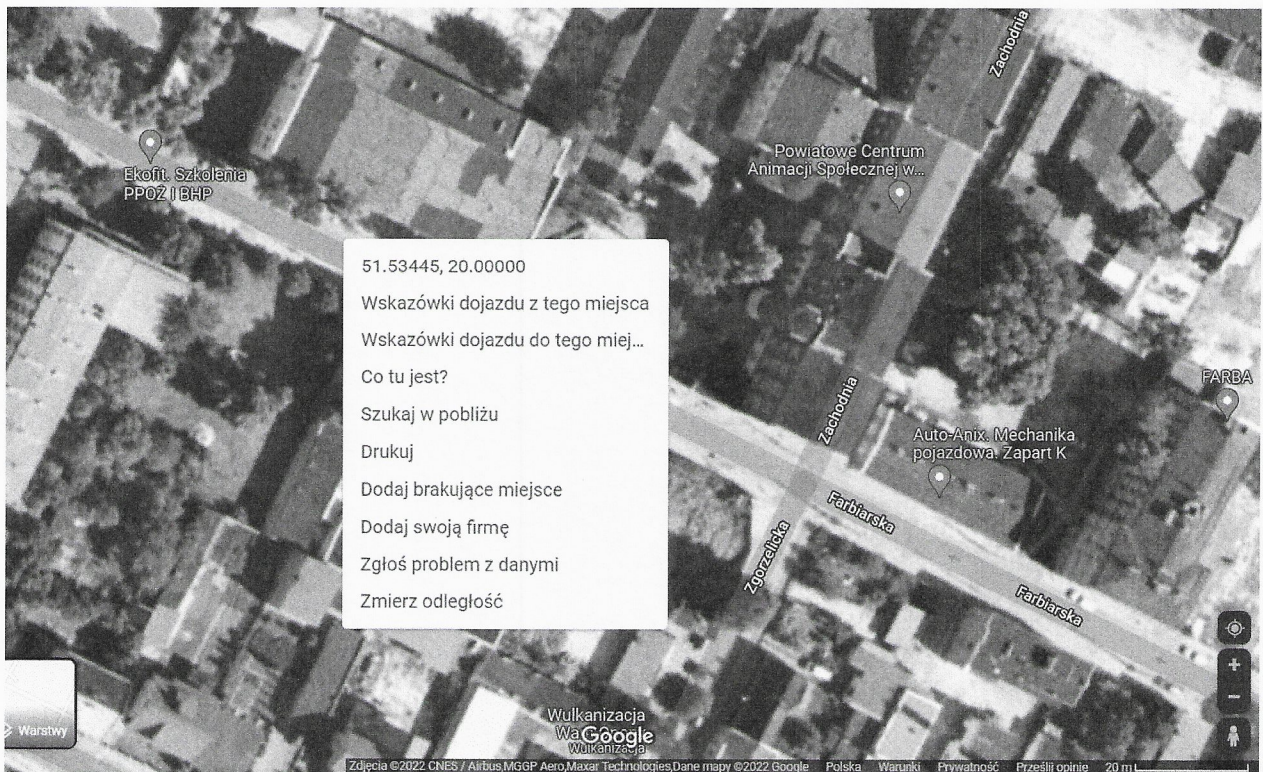 Zachodnia
Powiatowe Centrum
Animacji Społecznej w...
Ekofit. Szkolenia
PPOŻ I BHP
51.53445, 20.00000
Wskazówki dojazdu z tego miejsca
Wskazówki dojazdu do tego miej...
Co tu jest?
Szukaj w pobliżu
Drukuj
Dodaj brakujące miejsce
Dodaj swoją firmę
Zgłoś problem z danymi
Zmierz odległość
FARBA
Zachodnia
Auto-Anix. Mechanika
pojazdowa. Zapart K
Farbiarska
Zgorzelicka
Farbiarska
Wulkanizacja
Google
Wulkanizacja
Warstwy
Zdjęcia ©2022 CNES / Airbus,MGGP Aero,Maxar Technologies,Dane mapy ©2022 Google Polska Warunki Prywatność Prześlij opinię 20 m